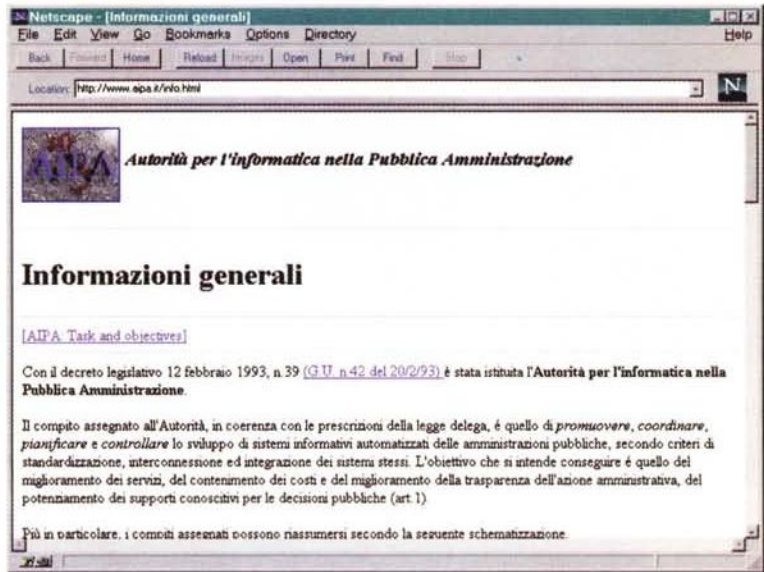 Netscape - [Informazioni generali]
File Edit View Go Bookmarks Options Directory Help
Back Forward Home Reload Images Open Print Find Stop
Location: http://www.aipa.it/info.html
N
AIPA
Autorità per l'informatica nella Pubblica Amministrazione
Informazioni generali
[AIPA: Task and objectives]
Con il decreto legislativo 12 febbraio 1993, n.39 (G.U. n.42 del 20/2/93) è stata istituita l'Autorità per l'informatica nella
Pubblica Amministrazione.
Il compito assegnato all'Autorità, in coerenza con le prescrizioni della legge delega, é quello di promuovere, coordinare,
pianificare e controllare lo sviluppo di sistemi informativi automatizzati delle amministrazioni pubbliche, secondo criteri di
standardizzazione, interconnessione ed integrazione dei sistemi stessi. L'obiettivo che si intende conseguire é quello del
miglioramento dei servizi, del contenimento dei costi e del miglioramento della trasparenza dell'azione amministrativa, del
potenziamento dei supporti conoscitivi per le decisioni pubbliche (art.1).
Più in particolare, i compiti assegnati possono riassumersi secondo la seguente schematizzazione.